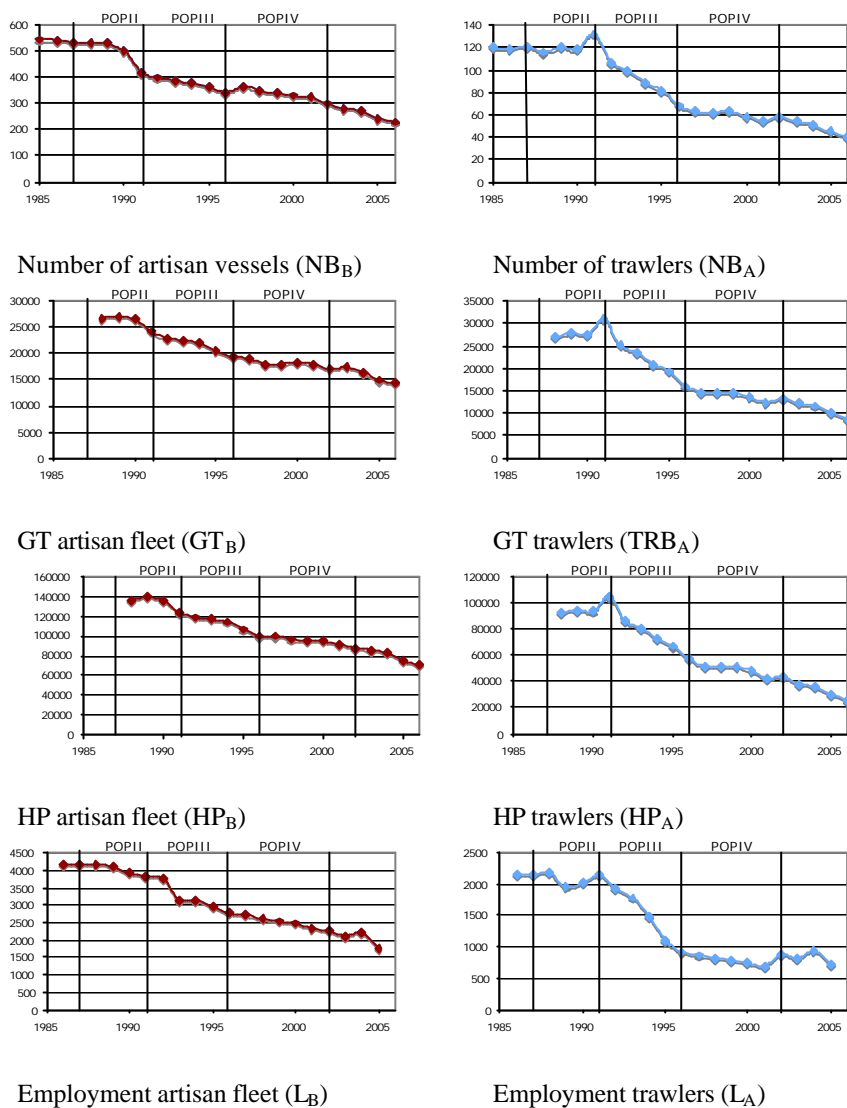 POPII POPIII POPIV
600
500
400
300
200
100
0
1985 1990 1995 2000 2005
Number of artisan vessels (NB_B)
POPII POPIII POPIV
140
120
100
80
60
40
20
0
1985 1990 1995 2000 2005
Number of trawlers (NB_A)
POPII POPIII POPIV
30000
25000
20000
15000
10000
5000
0
1985 1990 1995 2000 2005
GT artisan fleet (GT_B)
POPII POPIII POPIV
35000
30000
25000
20000
15000
10000
5000
0
1985 1990 1995 2000 2005
GT trawlers (TRB_A)
POPII POPIII POPIV
160000
140000
120000
100000
80000
60000
40000
20000
0
1985 1990 1995 2000 2005
HP artisan fleet (HP_B)
POPII POPIII POPIV
120000
100000
80000
60000
40000
20000
0
1985 1990 1995 2000 2005
HP trawlers (HP_A)
POPII POPIII POPIV
4500
4000
3500
3000
2500
2000
1500
1000
500
0
1985 1990 1995 2000 2005
Employment artisan fleet (L_B)
POPII POPIII POPIV
2500
2000
1500
1000
500
0
1985 1990 1995 2000 2005
Employment trawlers (L_A)